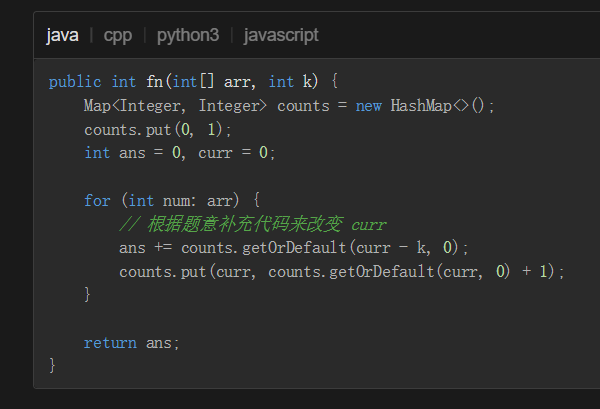 java | cpp | python3 | javascript
public int fn(int[] arr, int k) {
    Map<Integer, Integer> counts = new HashMap<>();
    counts.put(0, 1);
    int ans = 0, curr = 0;

    for (int num: arr) {
        // 根据题意补充代码来改变 curr
        ans += counts.getOrDefault(curr - k, 0);
        counts.put(curr, counts.getOrDefault(curr, 0) + 1);
    }

    return ans;
}